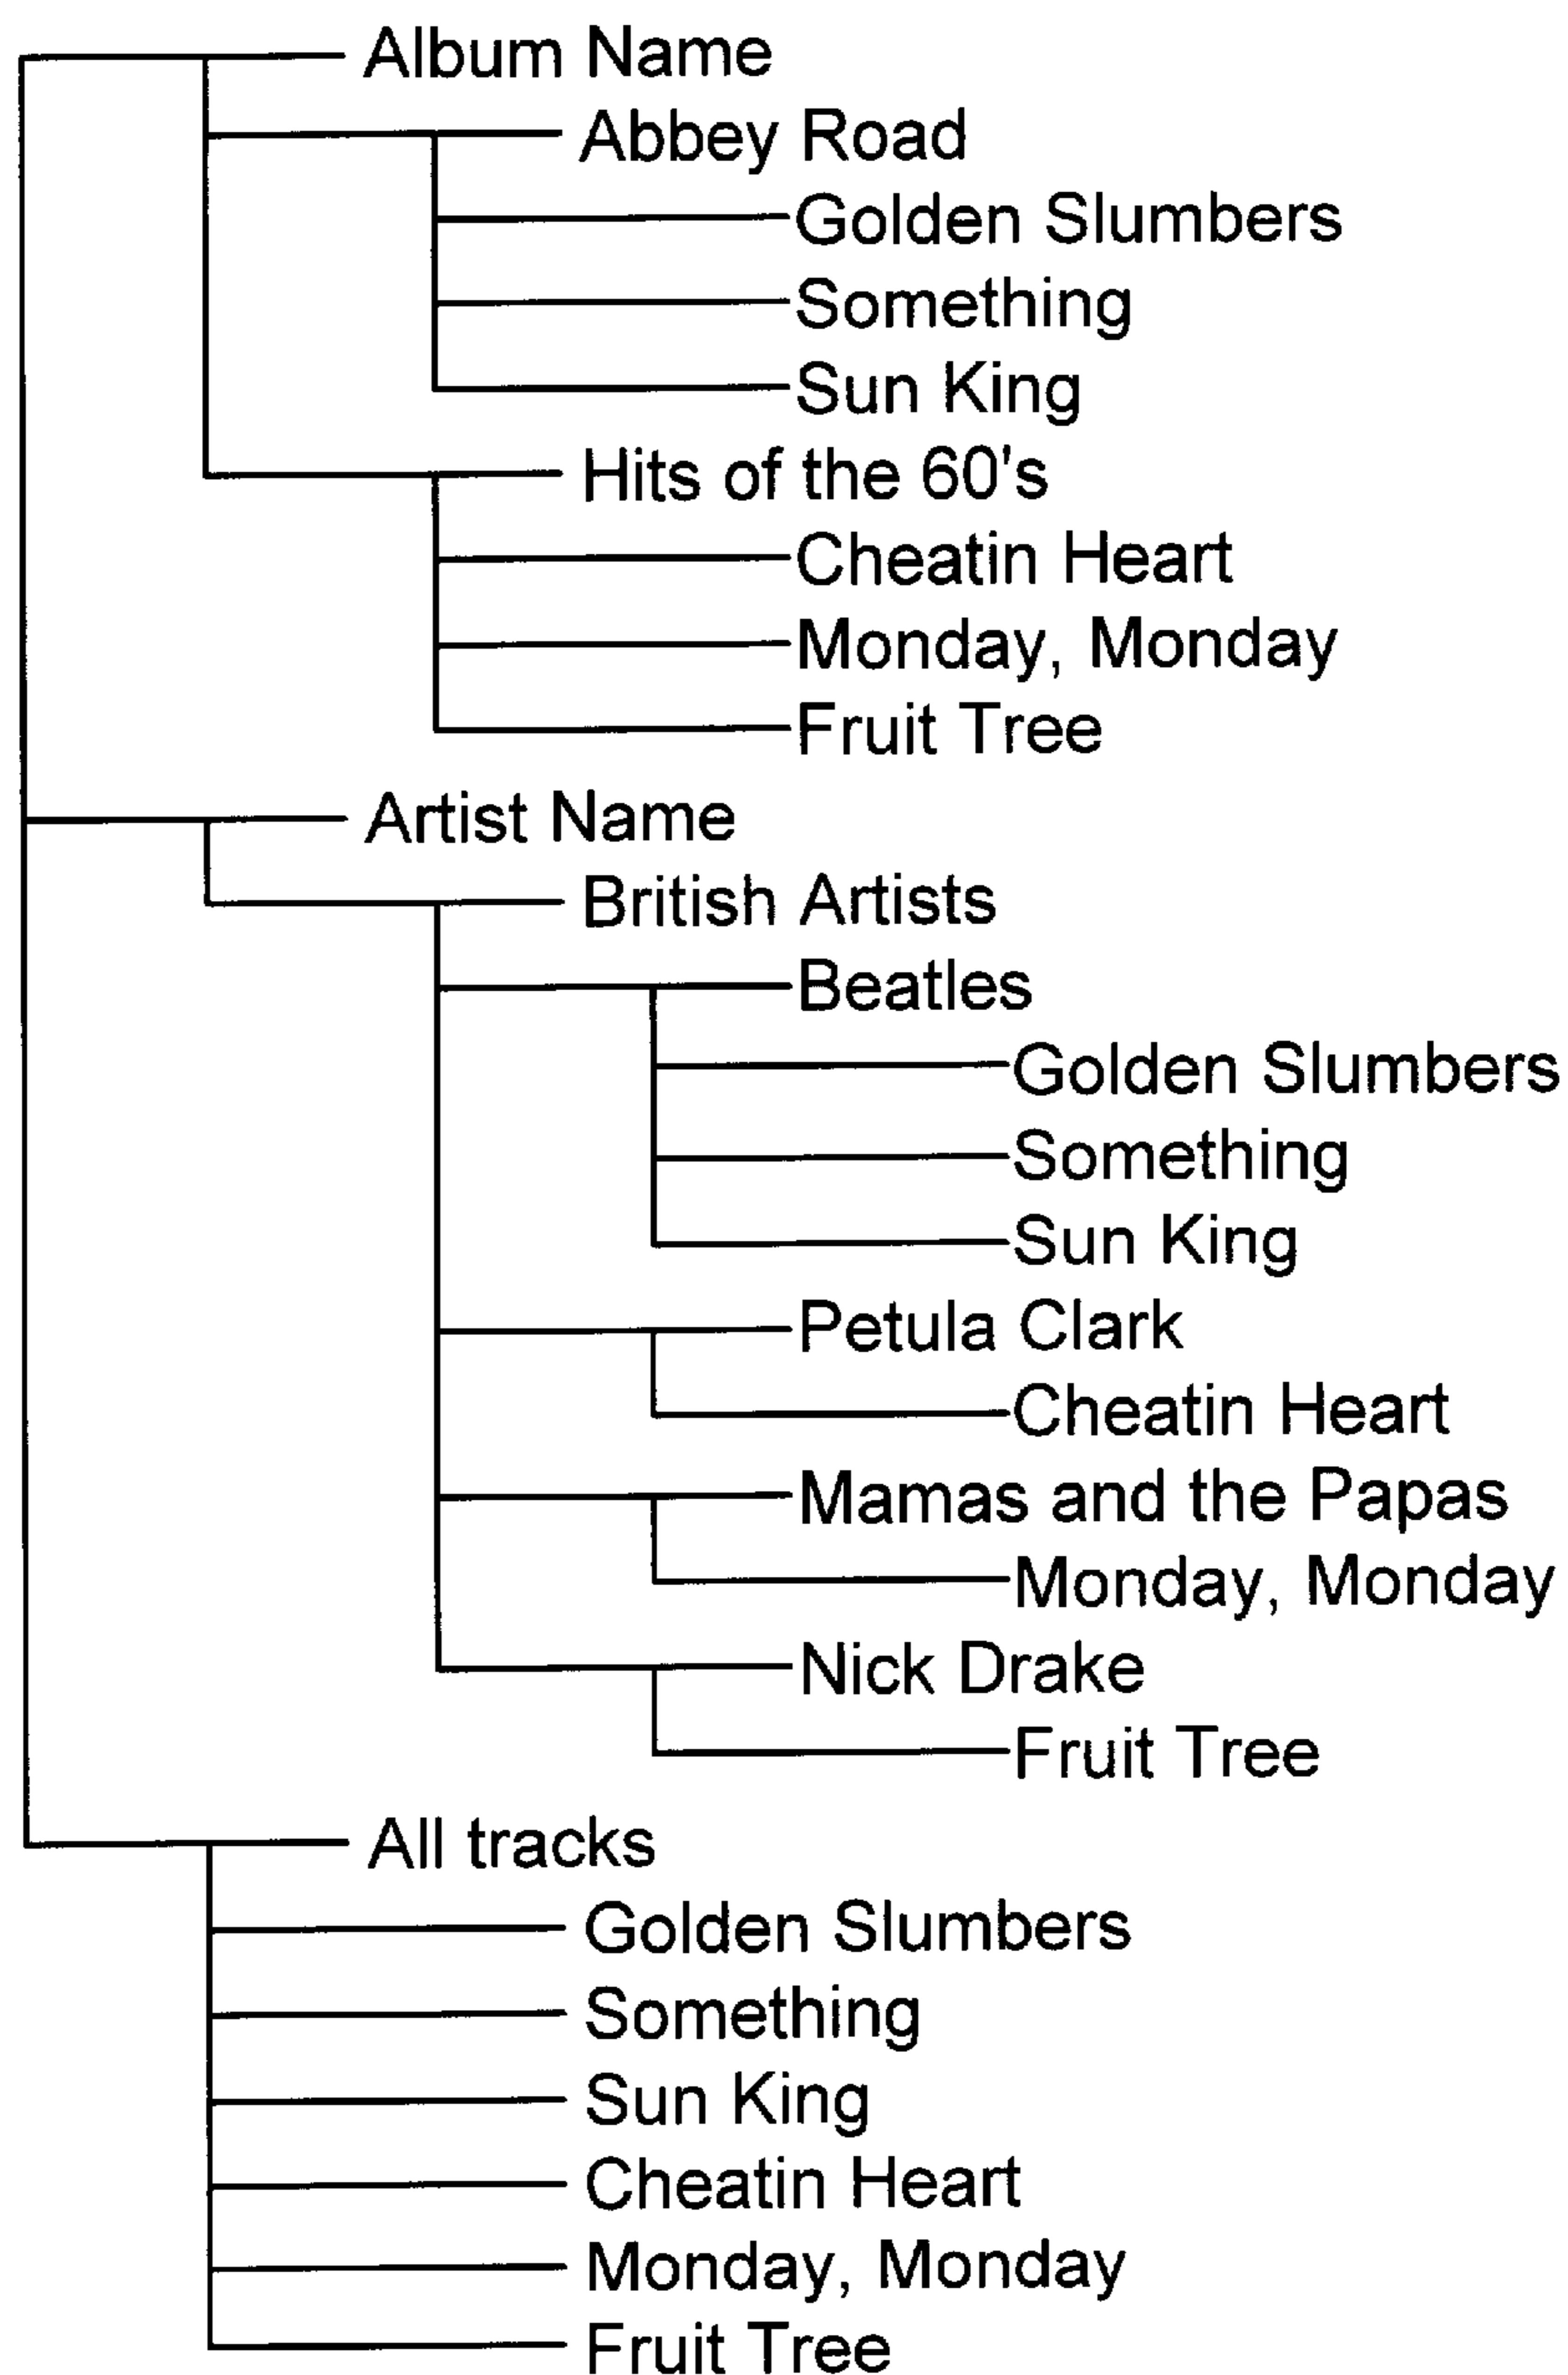 Album Name
Abbey Road
Golden Slumbers
Something
Sun King
Hits of the 60's
Cheatin Heart
Monday, Monday
Fruit Tree
Artist Name
British Artists
Beatles
Golden Slumbers
Something
Sun King
Petula Clark
Cheatin Heart
Mamas and the Papas
Monday, Monday
Nick Drake
Fruit Tree
All tracks
Golden Slumbers
Something
Sun King
Cheatin Heart
Monday, Monday
Fruit Tree